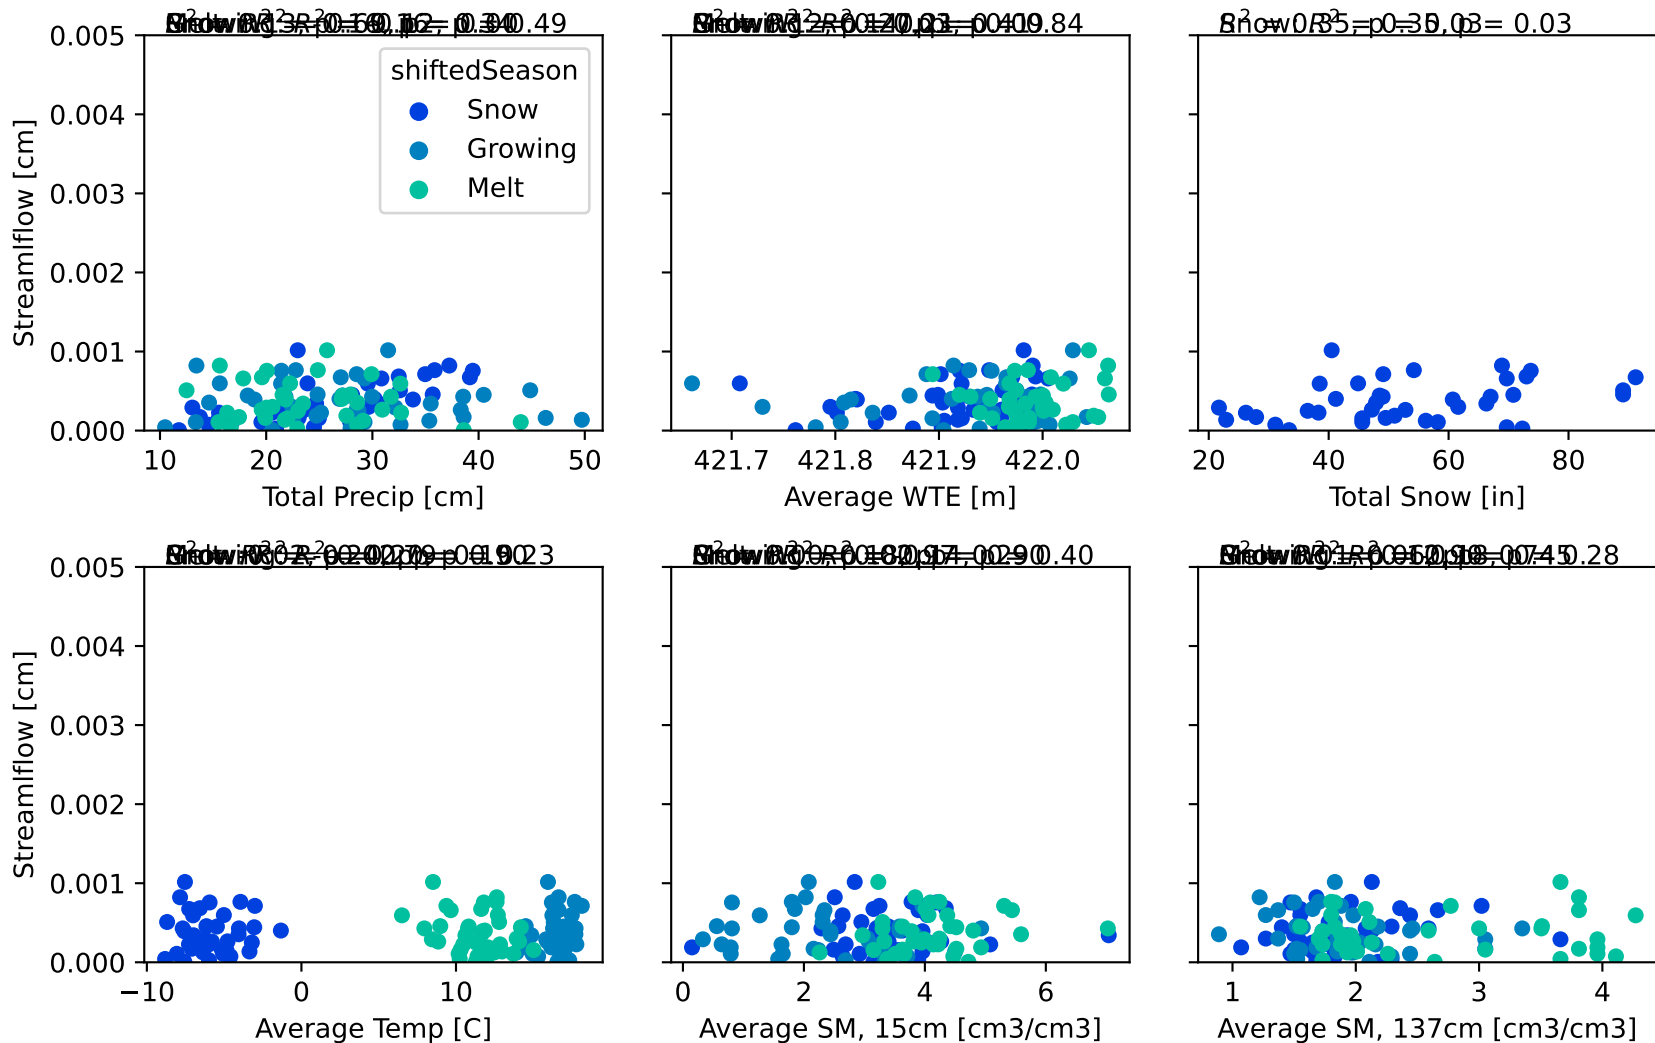 0.005
0.004
0.003
0.002
0.001
0.000
Streamlflow [cm]
shiftedSeason
Snow
Growing
Melt
10 20 30 40 50
Total Precip [cm]
421.7 421.8 421.9 422.0
Average WTE [m]
20 40 60 80
Total Snow [in]
0.005
0.004
0.003
0.002
0.001
0.000
Streamlflow [cm]
−10 0 10
Average Temp [C]
0 2 4 6
Average SM, 15cm [cm3/cm3]
1 2 3 4
Average SM, 137cm [cm3/cm3]